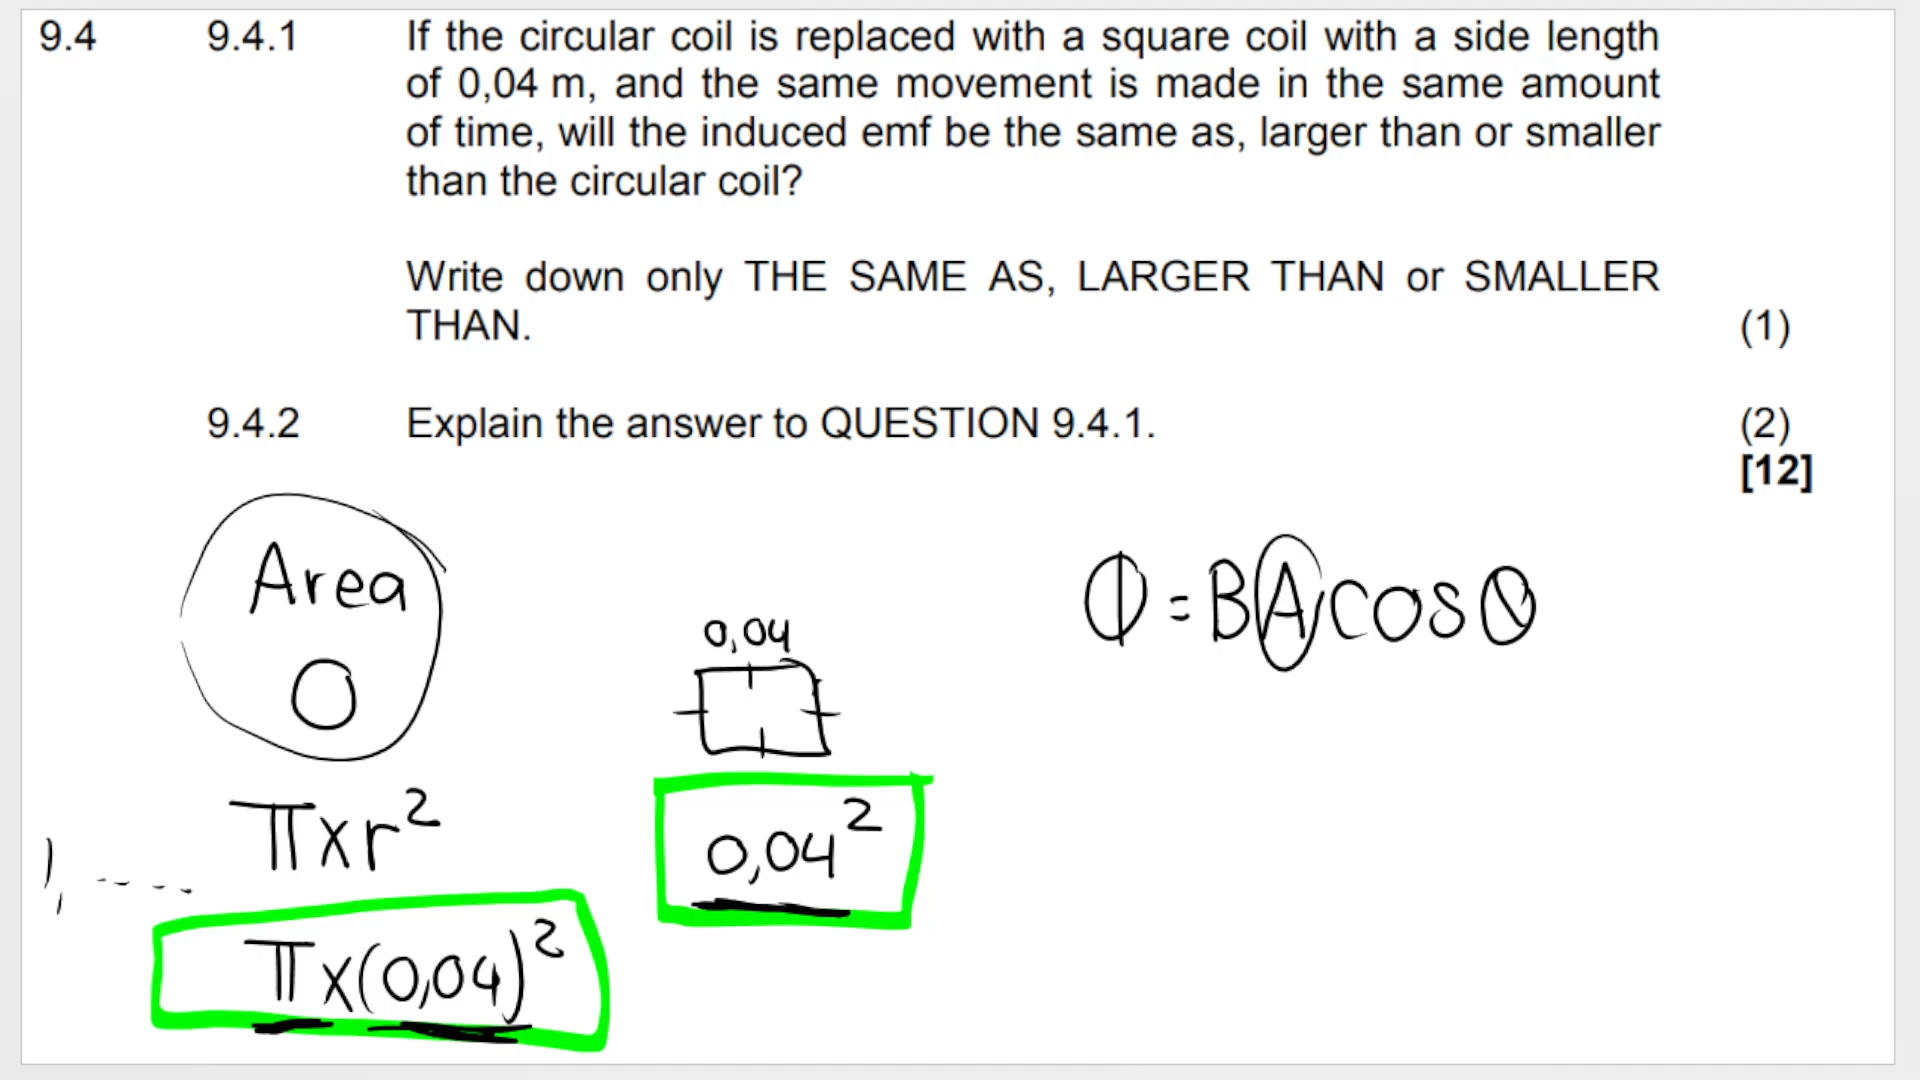 9.4 9.4.1 If the circular coil is replaced with a square coil with a side length
of 0,04 m, and the same movement is made in the same amount
of time, will the induced emf be the same as, larger than or smaller
than the circular coil?
Write down only THE SAME AS, LARGER THAN or SMALLER
THAN. (1)
9.4.2 Explain the answer to QUESTION 9.4.1. (2)
[12]
Area
0,04
Φ = BA cos θ
π x r²
0,04²
1, ----
π x (0,04)²